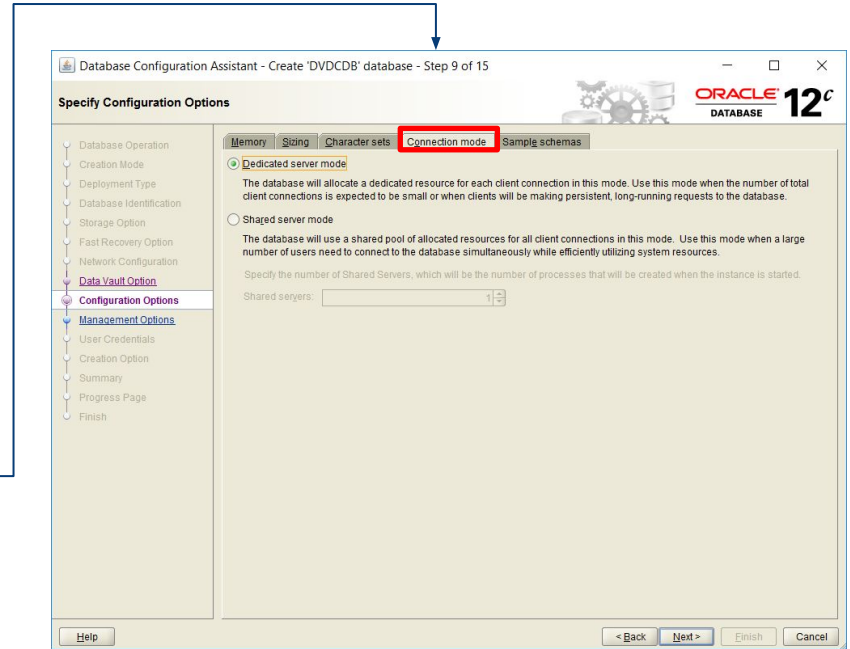 Database Configuration Assistant - Create 'DVDCDB' database - Step 9 of 15
Specify Configuration Options
ORACLE
DATABASE
12c
Database Operation
Creation Mode
Deployment Type
Database Identification
Storage Option
Fast Recovery Option
Network Configuration
Data Vault Option
Configuration Options
Management Options
User Credentials
Creation Option
Summary
Progress Page
Finish
Memory Sizing Character sets Connection mode Sample schemas
Dedicated server mode
The database will allocate a dedicated resource for each client connection in this mode. Use this mode when the number of total
client connections is expected to be small or when clients will be making persistent, long-running requests to the database.
Shared server mode
The database will use a shared pool of allocated resources for all client connections in this mode. Use this mode when a large
number of users need to connect to the database simultaneously while efficiently utilizing system resources.
Specify the number of Shared Servers, which will be the number of processes that will be created when the instance is started.
Shared servers: 1
Help
< Back Next > Finish Cancel